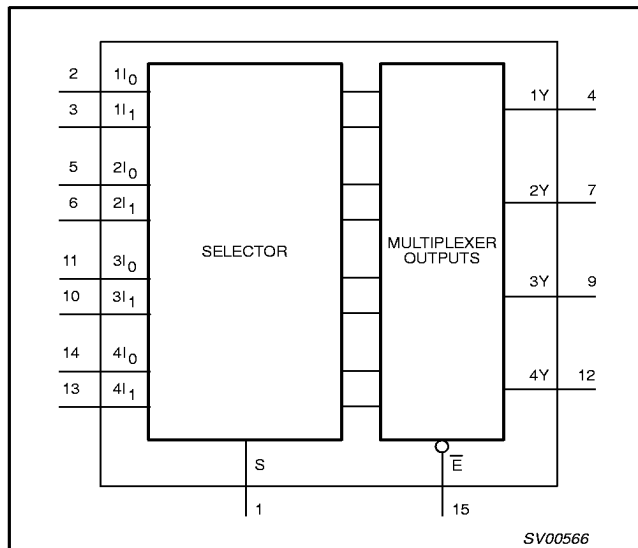 2 1I₀
3 1I₁
5 2I₀
6 2I₁
11 3I₀
10 3I₁
14 4I₀
13 4I₁
SELECTOR
MULTIPLEXER
OUTPUTS
1Y 4
2Y 7
3Y 9
4Y 12
S
1
E̅
15
SV00566